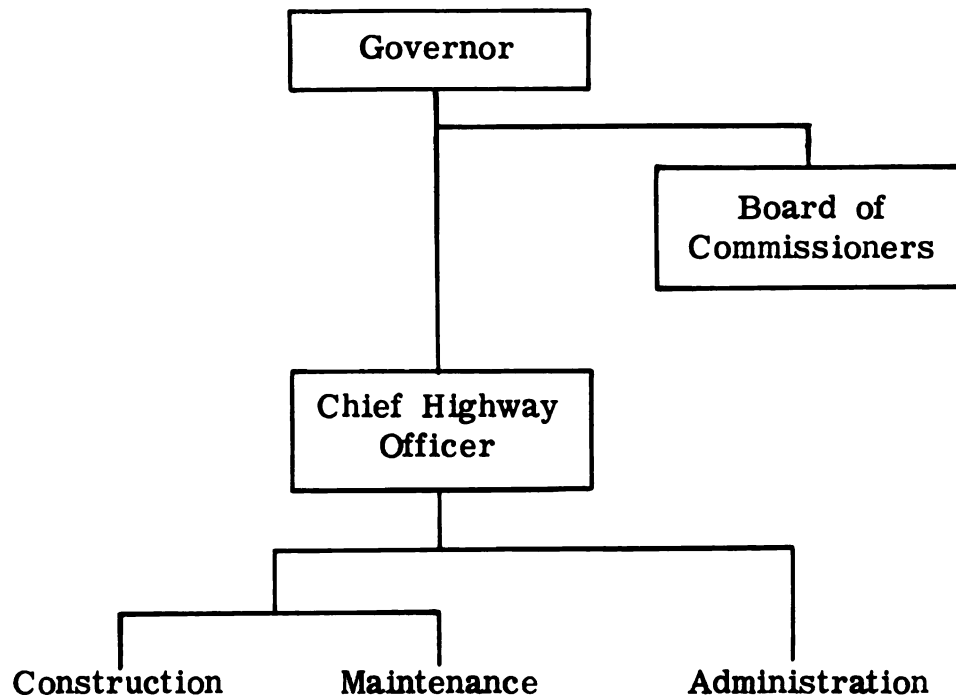 Governor
Board of
Commissioners
Chief Highway
Officer
Construction
Maintenance
Administration